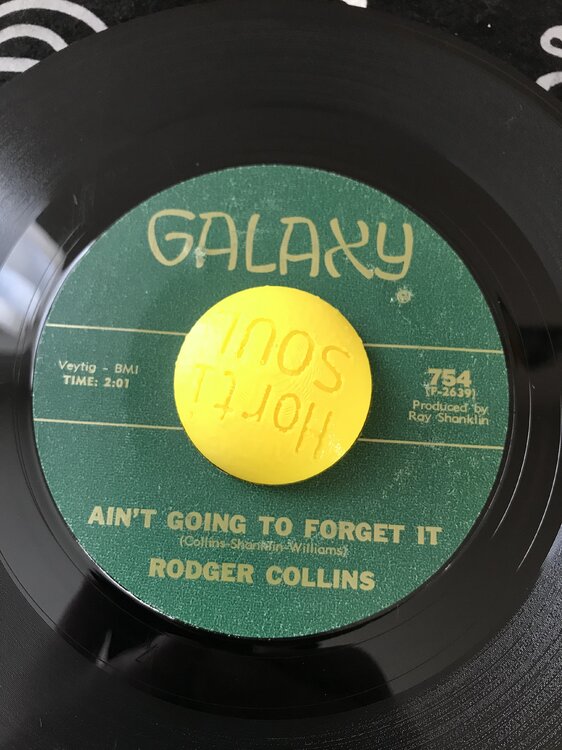 GALAXY
Horti
SOUL
Veytig - BMI
TIME: 2:01
754
(F-2639)
Produced by
Ray Shanklin
AIN'T GOING TO FORGET IT
(Collins-Shanklin-Williams)
RODGER COLLINS